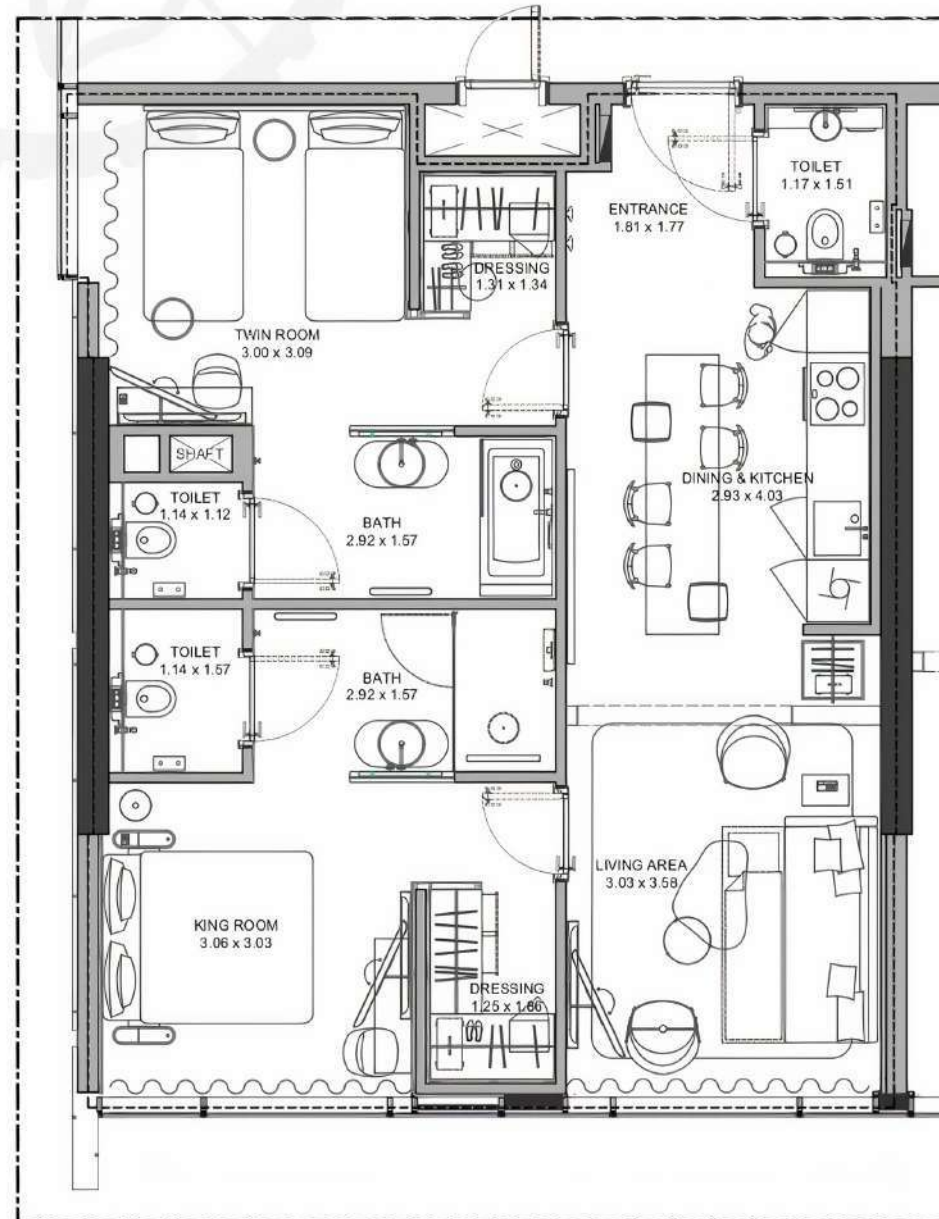 TOILET
1.17 x 1.51
ENTRANCE
1.81 x 1.77
DRESSING
1.31 x 1.34
TWIN ROOM
3.00 x 3.09
SHAFT
DINING & KITCHEN
2.93 x 4.03
TOILET
1.14 x 1.12
BATH
2.92 x 1.57
TOILET
1.14 x 1.57
BATH
2.92 x 1.57
LIVING AREA
3.03 x 3.58
KING ROOM
3.06 x 3.03
DRESSING
1.25 x 1.86